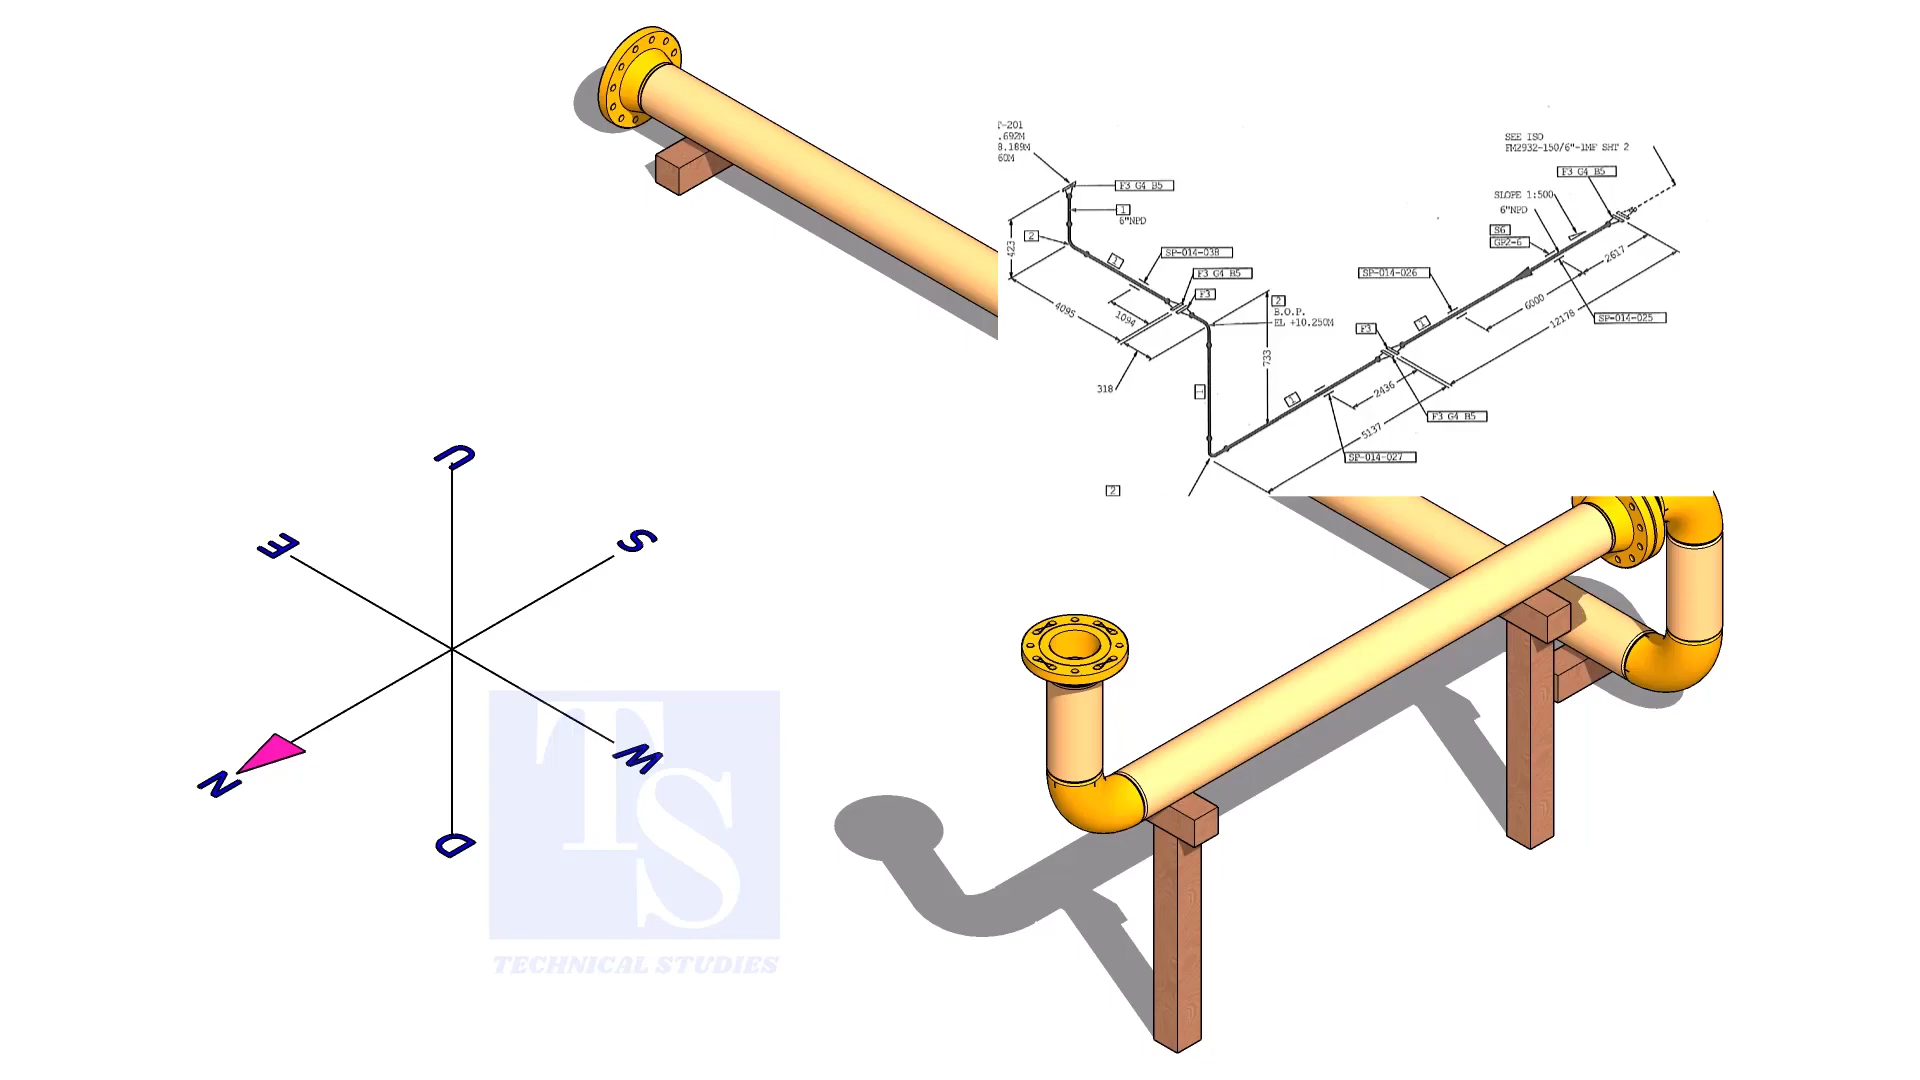 T-201
.692M
8.189M
60M
F3 G4 B5
1
6"NPD
2
423
1
SP-014-038
F3 G4 B5
F3
4095
1094
318
2
B.O.P.
EL +10.250M
733
1
2
SEE ISO
FM2932-150/6"-1MF SHT 2
F3 G4 B5
SLOPE 1:500
6"NPD
S6
GPZ-6
2617
SP-014-026
6000
12178
SP-014-025
F3
1
1
2436
F3 G4 B5
5137
SP-014-027
U
E
S
N
W
D
TS
TECHNICAL STUDIES